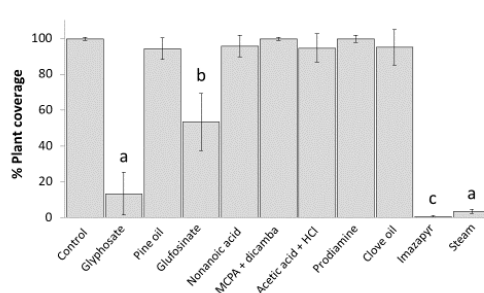 % Plant coverage
100
80
60
40
20
0
a
b
c
a
Control
Glyphosate
Pine oil
Glufosinate
Nonanoic acid
MCPA + dicamba
Acetic acid + HCl
Prodiamine
Clove oil
Imazapyr
Steam